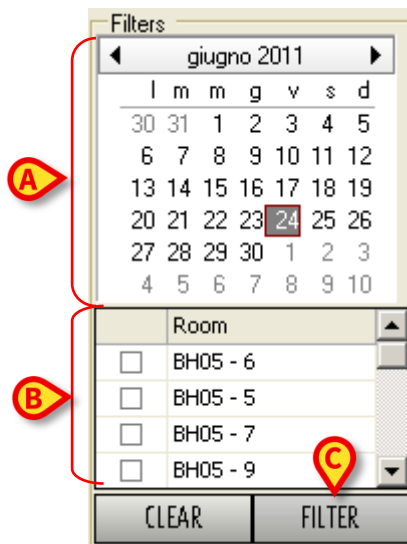 Filters
giugno 2011
l m m g v s d
30 31 1 2 3 4 5
6 7 8 9 10 11 12
13 14 15 16 17 18 19
20 21 22 23 24 25 26
27 28 29 30 1 2 3
4 5 6 7 8 9 10
A
Room
BH05 - 6
BH05 - 5
BH05 - 7
BH05 - 9
B
C
CLEAR FILTER